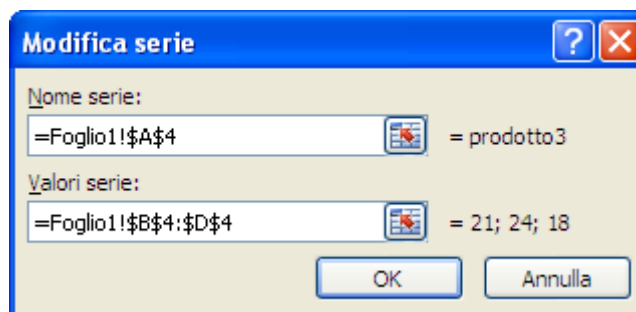 Modifica serie
Nome serie:
=Foglio1!$A$4 = prodotto3
Valori serie:
=Foglio1!$B$4:$D$4 = 21; 24; 18
OK Annulla